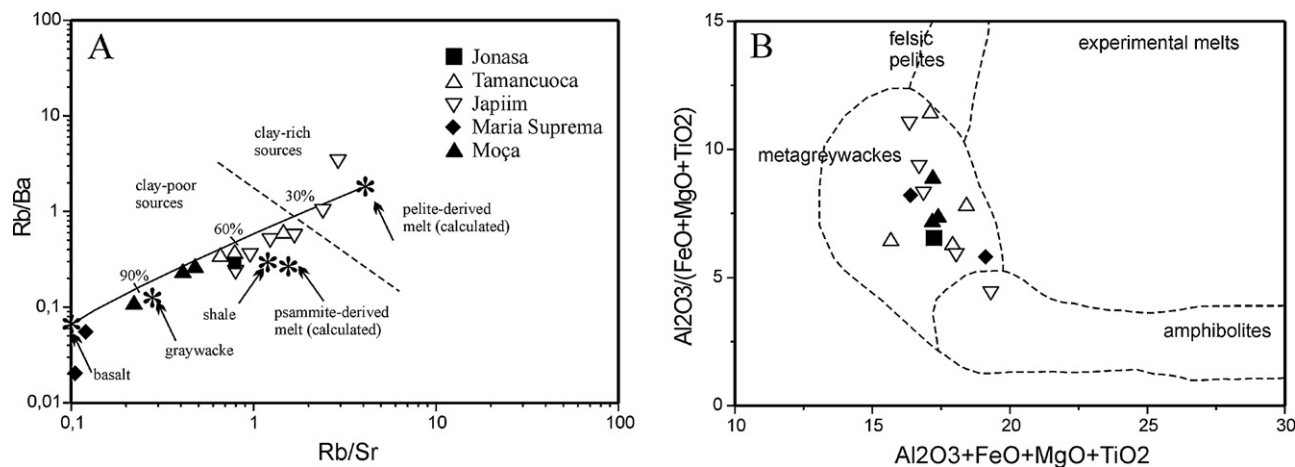 A
Rb/Ba
100
10
1
0,1
0,01
0,1
1
10
100
Rb/Sr
Jonasa
Tamancuoca
Japiim
Maria Suprema
Moça
clay-rich
sources
clay-poor
sources
30%
60%
90%
pelite-derived
melt (calculated)
shale
psammite-derived
melt (calculated)
graywacke
basalt
B
Al2O3/(FeO+MgO+TiO2)
15
10
5
0
10
15
20
25
30
Al2O3+FeO+MgO+TiO2
felsic
pelites
experimental melts
metagreywackes
amphibolites